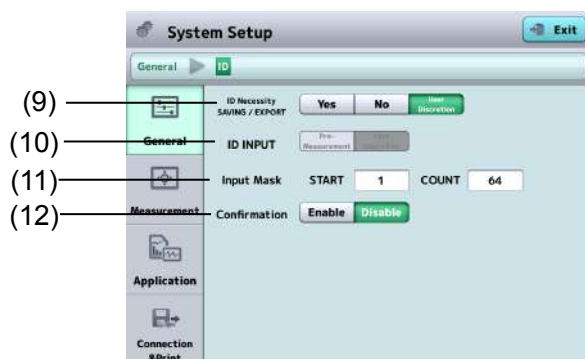 System Setup
Exit
General
ID
(9)
ID Necessity
SAVING / EXPORT
Yes
No
User
Discretion
General
(10)
ID INPUT
Pre-
Measurement
(11)
Input Mask
START
1
COUNT
64
Measurement
(12)
Confirmation
Enable
Disable
Application
Connection
&Print